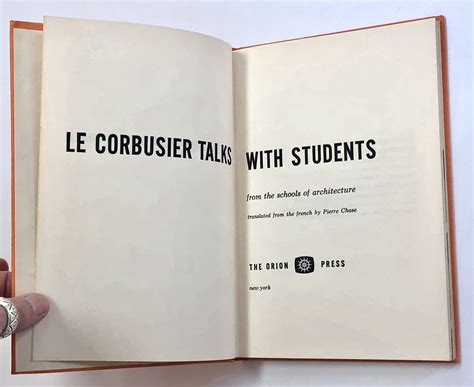 LE CORBUSIER TALKS WITH STUDENTS
from the schools of architecture
translated from the french by Pierre Chase
THE ORION PRESS
new york